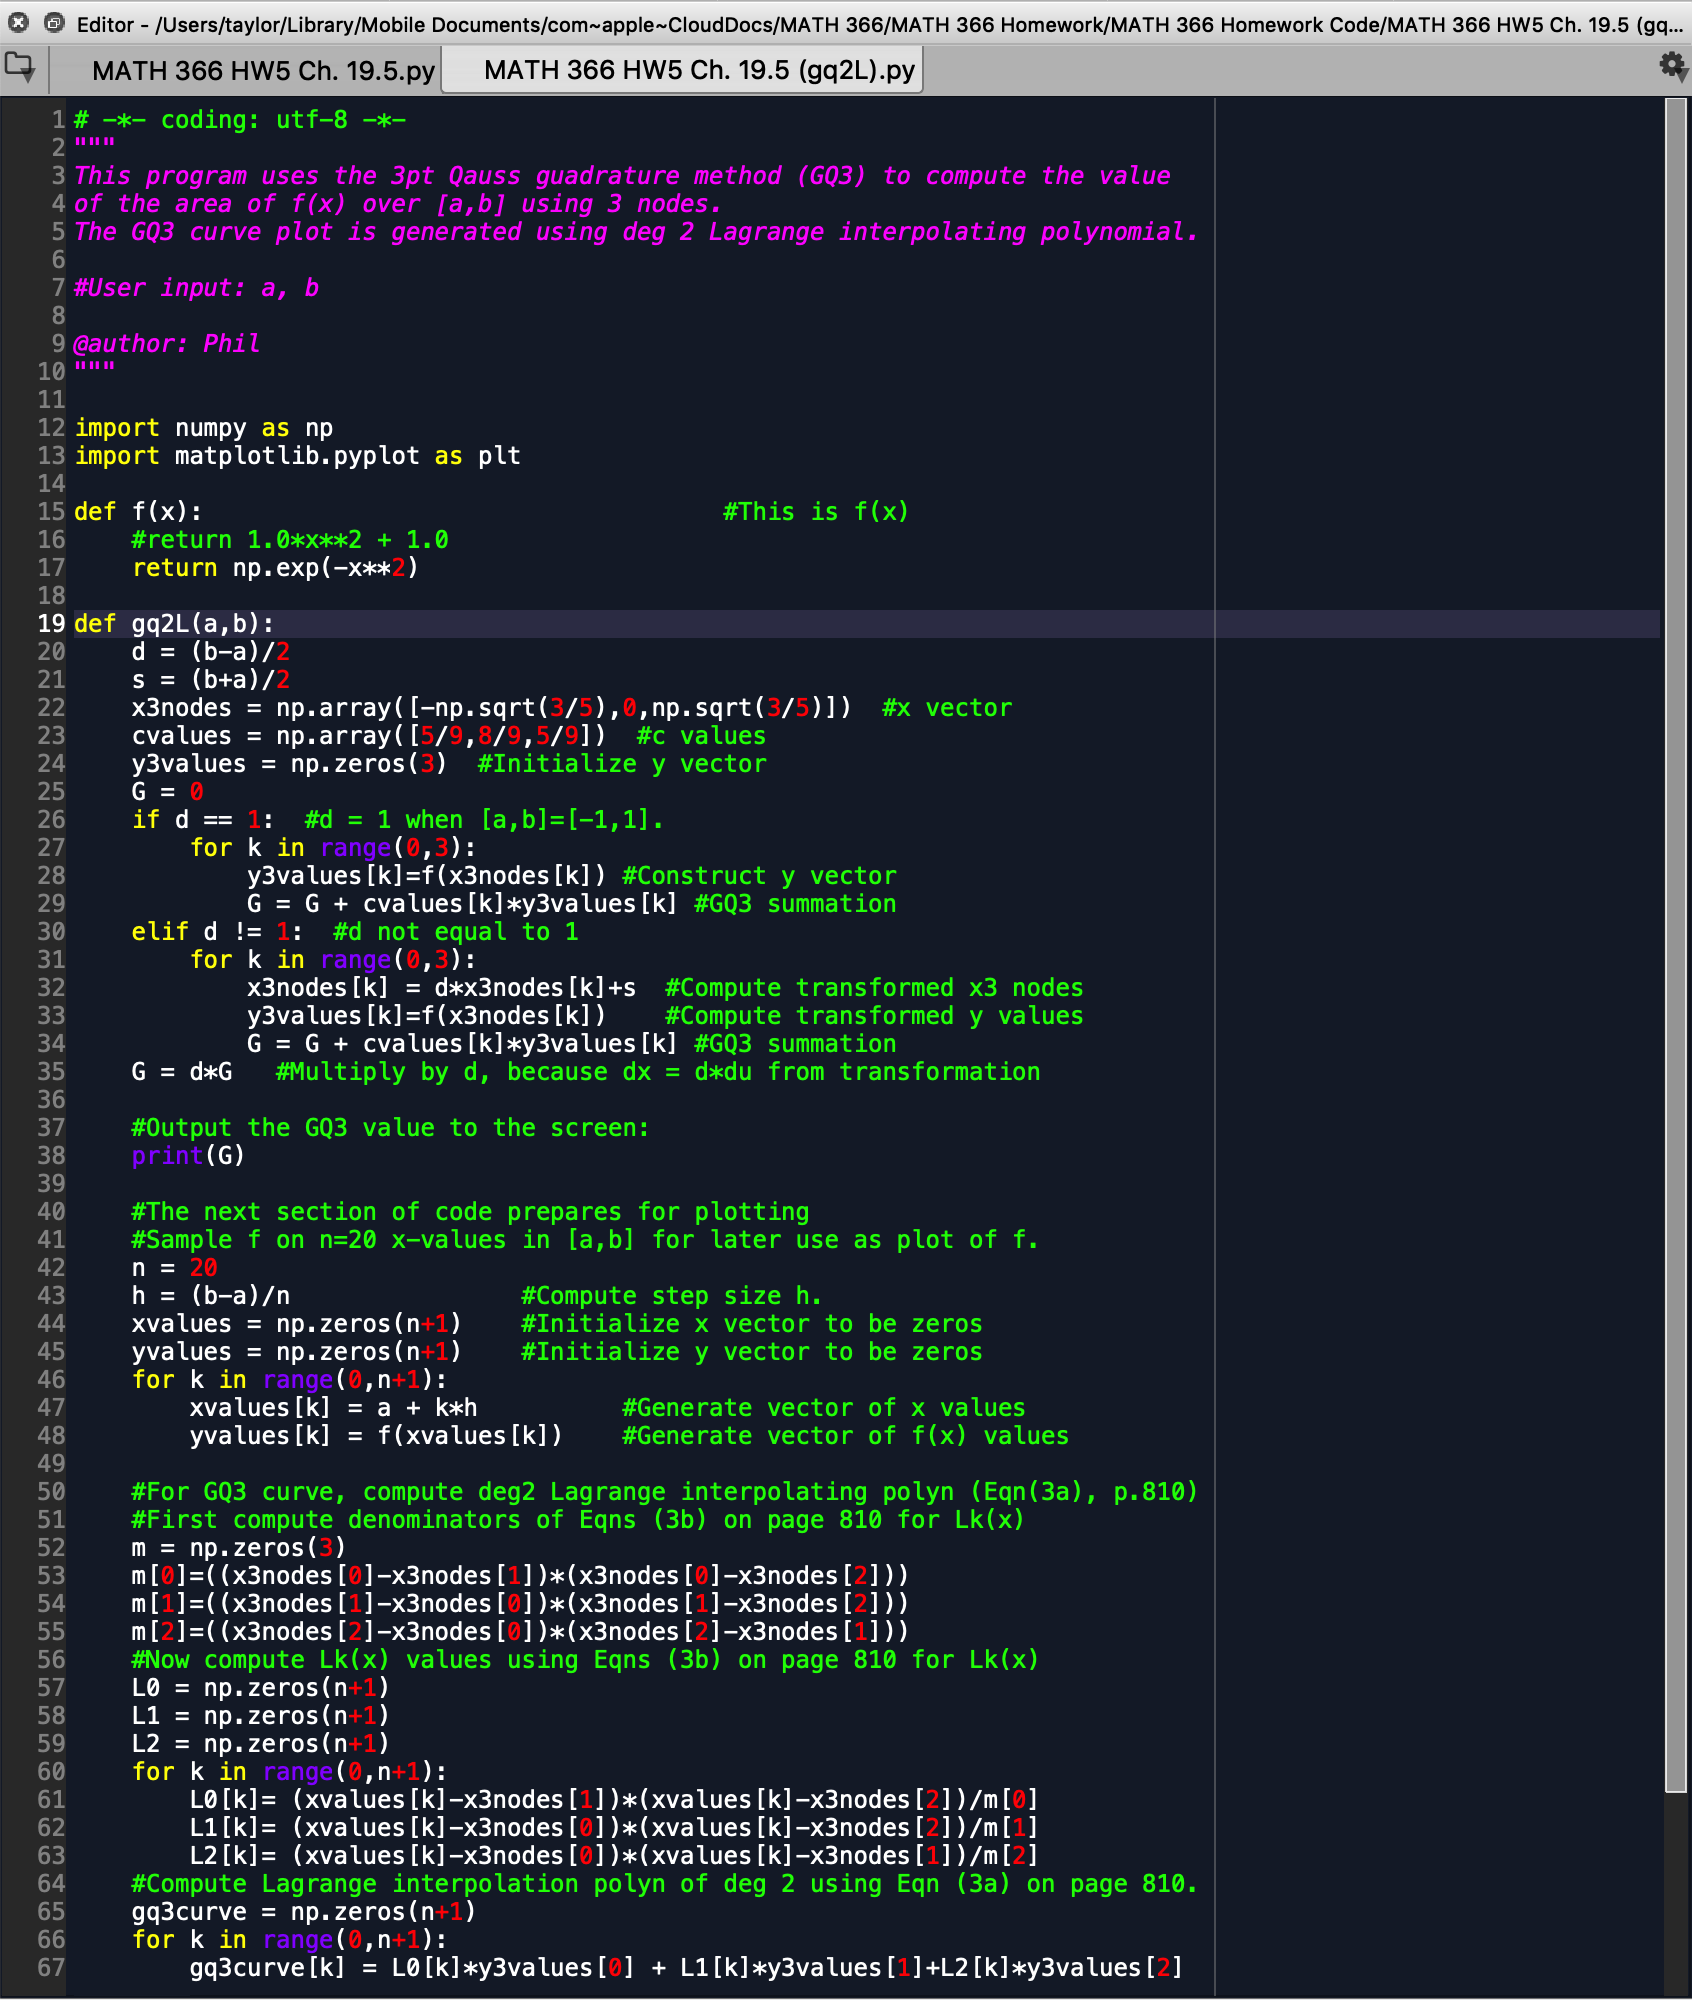 Editor - /Users/taylor/Library/Mobile Documents/com~apple~CloudDocs/MATH 366/MATH 366 Homework/MATH 366 Homework Code/MATH 366 HW5 Ch. 19.5 (gq...
MATH 366 HW5 Ch. 19.5.py MATH 366 HW5 Ch. 19.5 (gq2L).py
1 # -*- coding: utf-8 -*-
2 """
3 This program uses the 3pt Qauss guadrature method (GQ3) to compute the value
4 of the area of f(x) over [a,b] using 3 nodes.
5 The GQ3 curve plot is generated using deg 2 Lagrange interpolating polynomial.
6
7 #User input: a, b
8
9 @author: Phil
10 """
11
12 import numpy as np
13 import matplotlib.pyplot as plt
14
15 def f(x):                                    #This is f(x)
16     #return 1.0*x**2 + 1.0
17     return np.exp(-x**2)
18
19 def gq2L(a,b):
20     d = (b-a)/2
21     s = (b+a)/2
22     x3nodes = np.array([-np.sqrt(3/5),0,np.sqrt(3/5)])  #x vector
23     cvalues = np.array([5/9,8/9,5/9])  #c values
24     y3values = np.zeros(3)  #Initialize y vector
25     G = 0
26     if d == 1:  #d = 1 when [a,b]=[-1,1].
27         for k in range(0,3):
28             y3values[k]=f(x3nodes[k]) #Construct y vector
29             G = G + cvalues[k]*y3values[k] #GQ3 summation
30     elif d != 1:  #d not equal to 1
31         for k in range(0,3):
32             x3nodes[k] = d*x3nodes[k]+s  #Compute transformed x3 nodes
33             y3values[k]=f(x3nodes[k])    #Compute transformed y values
34             G = G + cvalues[k]*y3values[k] #GQ3 summation
35     G = d*G   #Multiply by d, because dx = d*du from transformation
36
37     #Output the GQ3 value to the screen:
38     print(G)
39
40     #The next section of code prepares for plotting
41     #Sample f on n=20 x-values in [a,b] for later use as plot of f.
42     n = 20
43     h = (b-a)/n                #Compute step size h.
44     xvalues = np.zeros(n+1)    #Initialize x vector to be zeros
45     yvalues = np.zeros(n+1)    #Initialize y vector to be zeros
46     for k in range(0,n+1):
47         xvalues[k] = a + k*h          #Generate vector of x values
48         yvalues[k] = f(xvalues[k])    #Generate vector of f(x) values
49
50     #For GQ3 curve, compute deg2 Lagrange interpolating polyn (Eqn(3a), p.810)
51     #First compute denominators of Eqns (3b) on page 810 for Lk(x)
52     m = np.zeros(3)
53     m[0]=((x3nodes[0]-x3nodes[1])*(x3nodes[0]-x3nodes[2]))
54     m[1]=((x3nodes[1]-x3nodes[0])*(x3nodes[1]-x3nodes[2]))
55     m[2]=((x3nodes[2]-x3nodes[0])*(x3nodes[2]-x3nodes[1]))
56     #Now compute Lk(x) values using Eqns (3b) on page 810 for Lk(x)
57     L0 = np.zeros(n+1)
58     L1 = np.zeros(n+1)
59     L2 = np.zeros(n+1)
60     for k in range(0,n+1):
61         L0[k]= (xvalues[k]-x3nodes[1])*(xvalues[k]-x3nodes[2])/m[0]
62         L1[k]= (xvalues[k]-x3nodes[0])*(xvalues[k]-x3nodes[2])/m[1]
63         L2[k]= (xvalues[k]-x3nodes[0])*(xvalues[k]-x3nodes[1])/m[2]
64     #Compute Lagrange interpolation polyn of deg 2 using Eqn (3a) on page 810.
65     gq3curve = np.zeros(n+1)
66     for k in range(0,n+1):
67         gq3curve[k] = L0[k]*y3values[0] + L1[k]*y3values[1]+L2[k]*y3values[2]